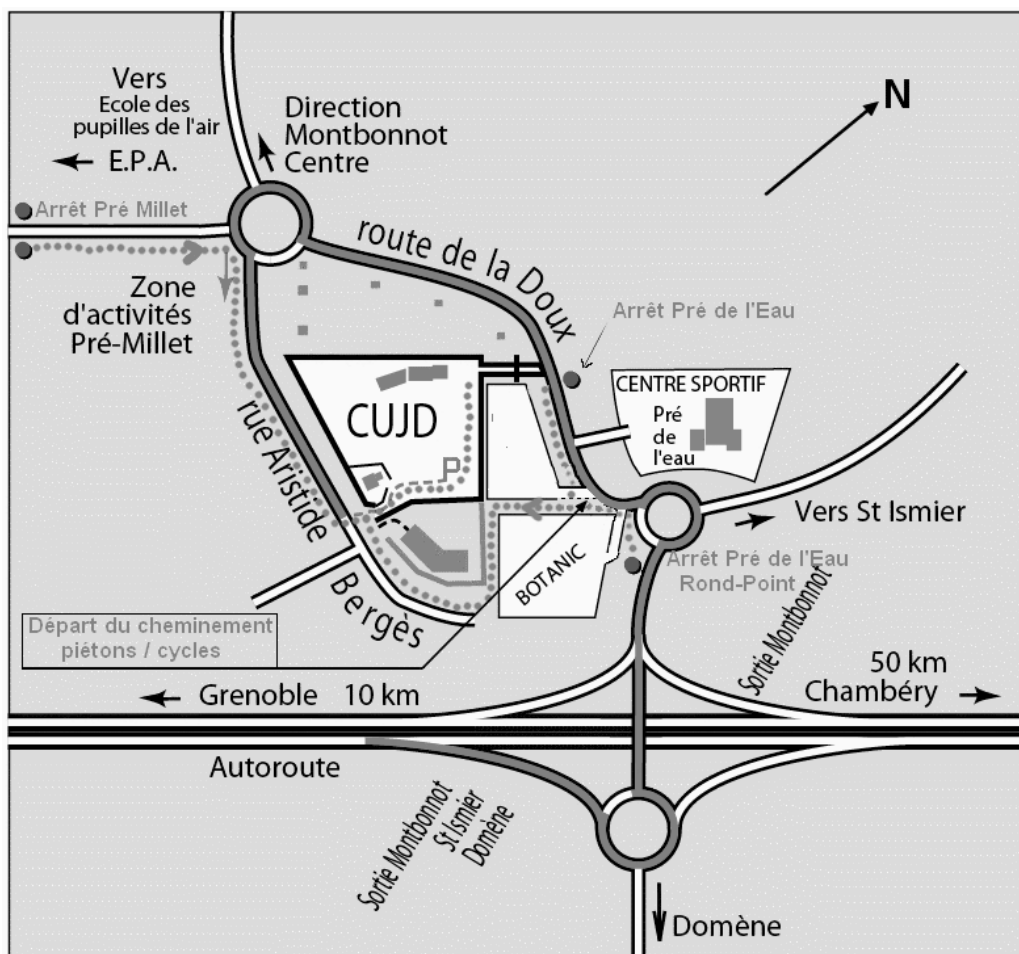 Vers
Ecole des
pupilles de l'air
E.P.A.
Direction
Montbonnot
Centre
N
Arrêt Pré Millet
route de la Doux
Zone
d'activités
Pré-Millet
Arrêt Pré de l'Eau
CENTRE SPORTIF
Pré
de
l'eau
CUJD
P
rue Aristide
Bergès
Vers St Ismier
BOTANIC
Arrêt Pré de l'Eau
Rond-Point
Départ du cheminement
piétons / cycles
Sortie Montbonnot
Grenoble 10 km
50 km
Chambéry
Autoroute
Sortie Montbonnot
St Ismier
Domène
Domène